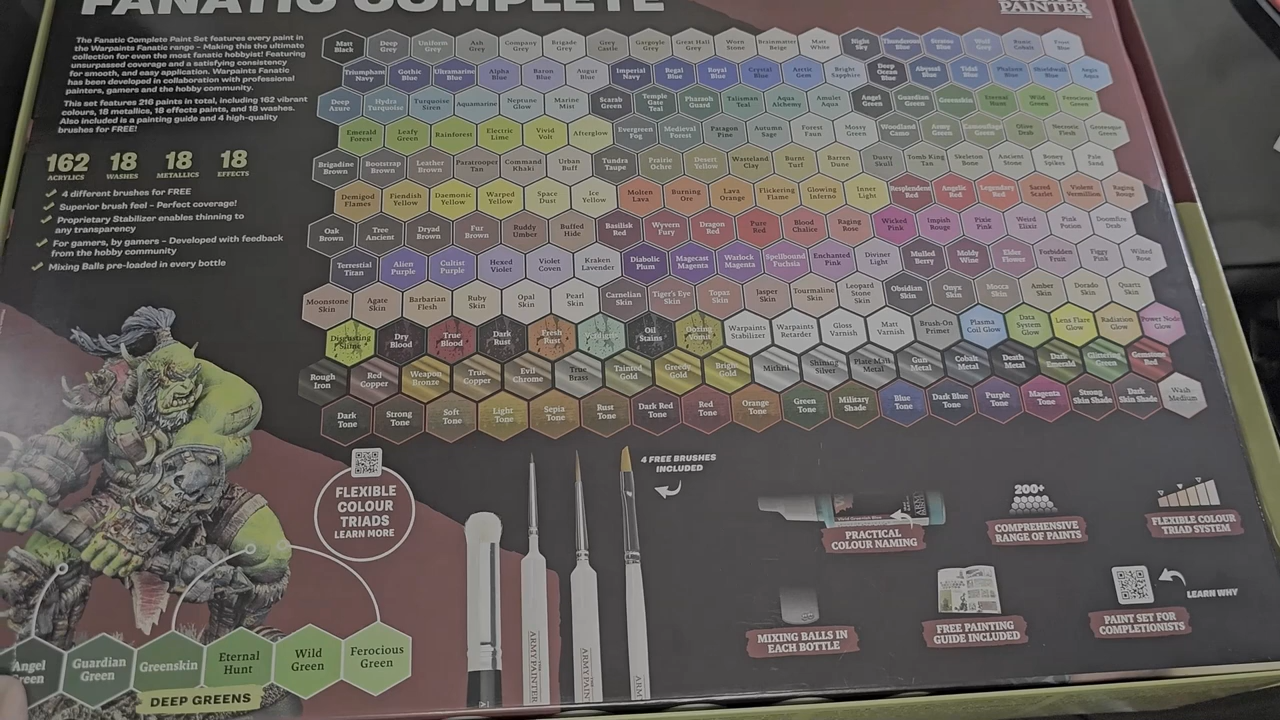 FANATIC COMPLETE
PAINTER
The Fanatic Complete Paint Set features every paint in
the Warpaints Fanatic range - Making this the ultimate
collection for even the most fanatic hobbyist! Featuring
unsurpassed coverage and a satisfying consistency
for smooth, and easy application. Warpaints Fanatic
has been developed in collaboration with professional
painters, gamers and the hobby community.
This set features 216 paints in total, including 162 vibrant
colours, 18 metallics, 18 effects paints, and 18 washes.
Also included is a painting guide and 4 high-quality
brushes for FREE!
162 18 18 18
ACRYLICS WASHES METALLICS EFFECTS
4 different brushes for FREE
Superior brush feel - Perfect coverage!
Proprietary Stabilizer enables thinning to
any transparency
For gamers, by gamers - Developed with feedback
from the hobby community
Mixing Balls pre-loaded in every bottle
Matt Black Deep Grey Uniform Grey Ash Grey Company Grey Brigade Grey Grey Castle Gargoyle Grey Great Hall Grey Worn Stone Brainmatter Beige Matt White Night Sky Thunderous Blue Wolf Grey Frost Blue
Triumphant Navy Gothic Blue Ultramarine Blue Alpha Blue Baron Blue Augur Blue Imperial Navy Regal Blue Royal Blue Crystal Blue Arctic Gem Bright Sapphire Deep Ocean Blue Abyssal Blue Tidal Blue Phalanx Blue Shieldwall Blue Aegis Aqua
Deep Azure Hydra Turquoise Turquoise Siren Aquamarine Neptune Glow Marine Mist Scarab Green Temple Gate Teal Pharaoh Guard Talisman Teal Aqua Alchemy Amulet Aqua Angel Green Guardian Green Greenskin Eternal Hunt Wild Green Ferocious Green
Emerald Forest Leafy Green Rainforest Electric Lime Vivid Volt Afterglow Evergreen Fog Medieval Forest Paragon Pine Autumn Sage Forest Faun Mossy Green Woodland Camo Army Green Camouflage Green Olive Drab Necrotic Flesh Grotesque Green
Brigadine Brown Bootstrap Brown Leather Brown Paratrooper Tan Command Khaki Urban Buff Tundra Taupe Prairie Ochre Desert Yellow Wasteland Clay Burnt Turf Barren Dune Dusty Skull Tomb King Tan Skeleton Bone Ancient Stone Boney Spikes Pale Sand
Demigod Flames Fiendish Yellow Daemonic Yellow Warped Yellow Space Dust Ice Yellow Molten Lava Burning Ore Lava Orange Flickering Flame Glowing Inferno Inner Light Resplendent Red Angelic Red Legendary Red Sacred Scarlet Violent Vermillion Raging Rouge
Oak Brown Tree Ancient Dryad Brown Fur Brown Ruddy Umber Buffed Hide Basilisk Red Wyvern Fury Dragon Red Pure Red Blood Chalice Raging Rose Wicked Pink Impish Rouge Pixie Pink Weird Elixir Pink Potion Doomfire Drab
Terrestial Titan Alien Purple Cultist Purple Hexed Violet Violet Coven Kraken Lavender Diabolic Plum Magecast Magenta Warlock Magenta Spellbound Fuchsia Enchanted Pink Diviner Light Mulled Berry Moldy Wine Elder Flower Forbidden Fruit Figgy Pink Wilted Rose
Moonstone Skin Agate Skin Barbarian Flesh Ruby Skin Opal Skin Pearl Skin Carnelian Skin Tiger's Eye Skin Topaz Skin Jasper Skin Tourmaline Skin Leopard Stone Skin Obsidian Skin Onyx Skin Mocca Skin Amber Skin Dorado Skin Quartz Skin
Disgusting Slime Dry Blood True Blood Dark Rust Fresh Rust Verdigris Oil Stains Oozing Vomit Warpaints Stabilizer Warpaints Retarder Gloss Varnish Matt Varnish Brush-On Primer Plasma Coil Glow Data System Glow Lens Flare Glow Radiation Glow Power Node Glow
Rough Iron Red Copper Weapon Bronze True Copper Evil Chrome True Brass Tainted Gold Greedy Gold Bright Gold Mithril Shining Silver Plate Mail Metal Gun Metal Cobalt Metal Death Metal Dark Emerald Glittering Green Gemstone Red
Dark Tone Strong Tone Soft Tone Light Tone Sepia Tone Rust Tone Dark Red Tone Red Tone Orange Tone Green Tone Military Shade Blue Tone Dark Blue Tone Purple Tone Magenta Tone Strong Skin Shade Dark Skin Shade Wash Medium
4 FREE BRUSHES
INCLUDED
FLEXIBLE
COLOUR
TRIADS
LEARN MORE
PRACTICAL
COLOUR NAMING
200+
COMPREHENSIVE
RANGE OF PAINTS
FLEXIBLE COLOUR
TRIAD SYSTEM
MIXING BALLS IN
EACH BOTTLE
FREE PAINTING
GUIDE INCLUDED
PAINT SET FOR
COMPLETIONISTS
LEARN WHY
Angel Green
Guardian Green
Greenskin
Eternal Hunt
Wild Green
Ferocious Green
DEEP GREENS
ARMY PAINTER
ARMY PAINTER
ARM